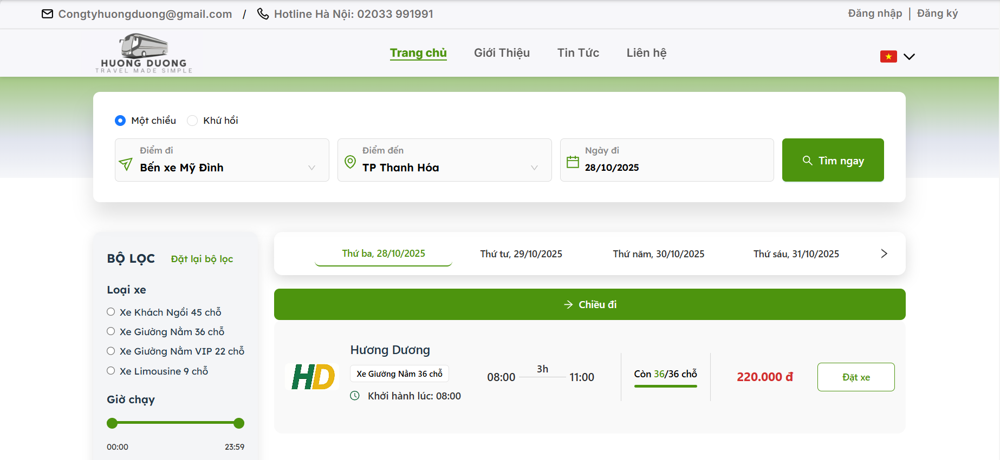 Congtyhuongduong@gmail.com / Hotline Hà Nội: 02033 991991
Đăng nhập | Đăng ký
HUONG DUONG
TRAVEL MADE SIMPLE
Trang chủ
Giới Thiệu
Tin Tức
Liên hệ
Một chiều
Khứ hồi
Điểm đi
Bến xe Mỹ Đình
Điểm đến
TP Thanh Hóa
Ngày đi
28/10/2025
Tìm ngay
BỘ LỌC
Đặt lại bộ lọc
Loại xe
Xe Khách Ngồi 45 chỗ
Xe Giường Nằm 36 chỗ
Xe Giường Nằm VIP 22 chỗ
Xe Limousine 9 chỗ
Giờ chạy
00:00
23:59
Thứ ba, 28/10/2025
Thứ tư, 29/10/2025
Thứ năm, 30/10/2025
Thứ sáu, 31/10/2025
Chiều đi
HD
Hương Dương
Xe Giường Nằm 36 chỗ
Khởi hành lúc: 08:00
08:00
3h
11:00
Còn 36/36 chỗ
220.000 đ
Đặt xe